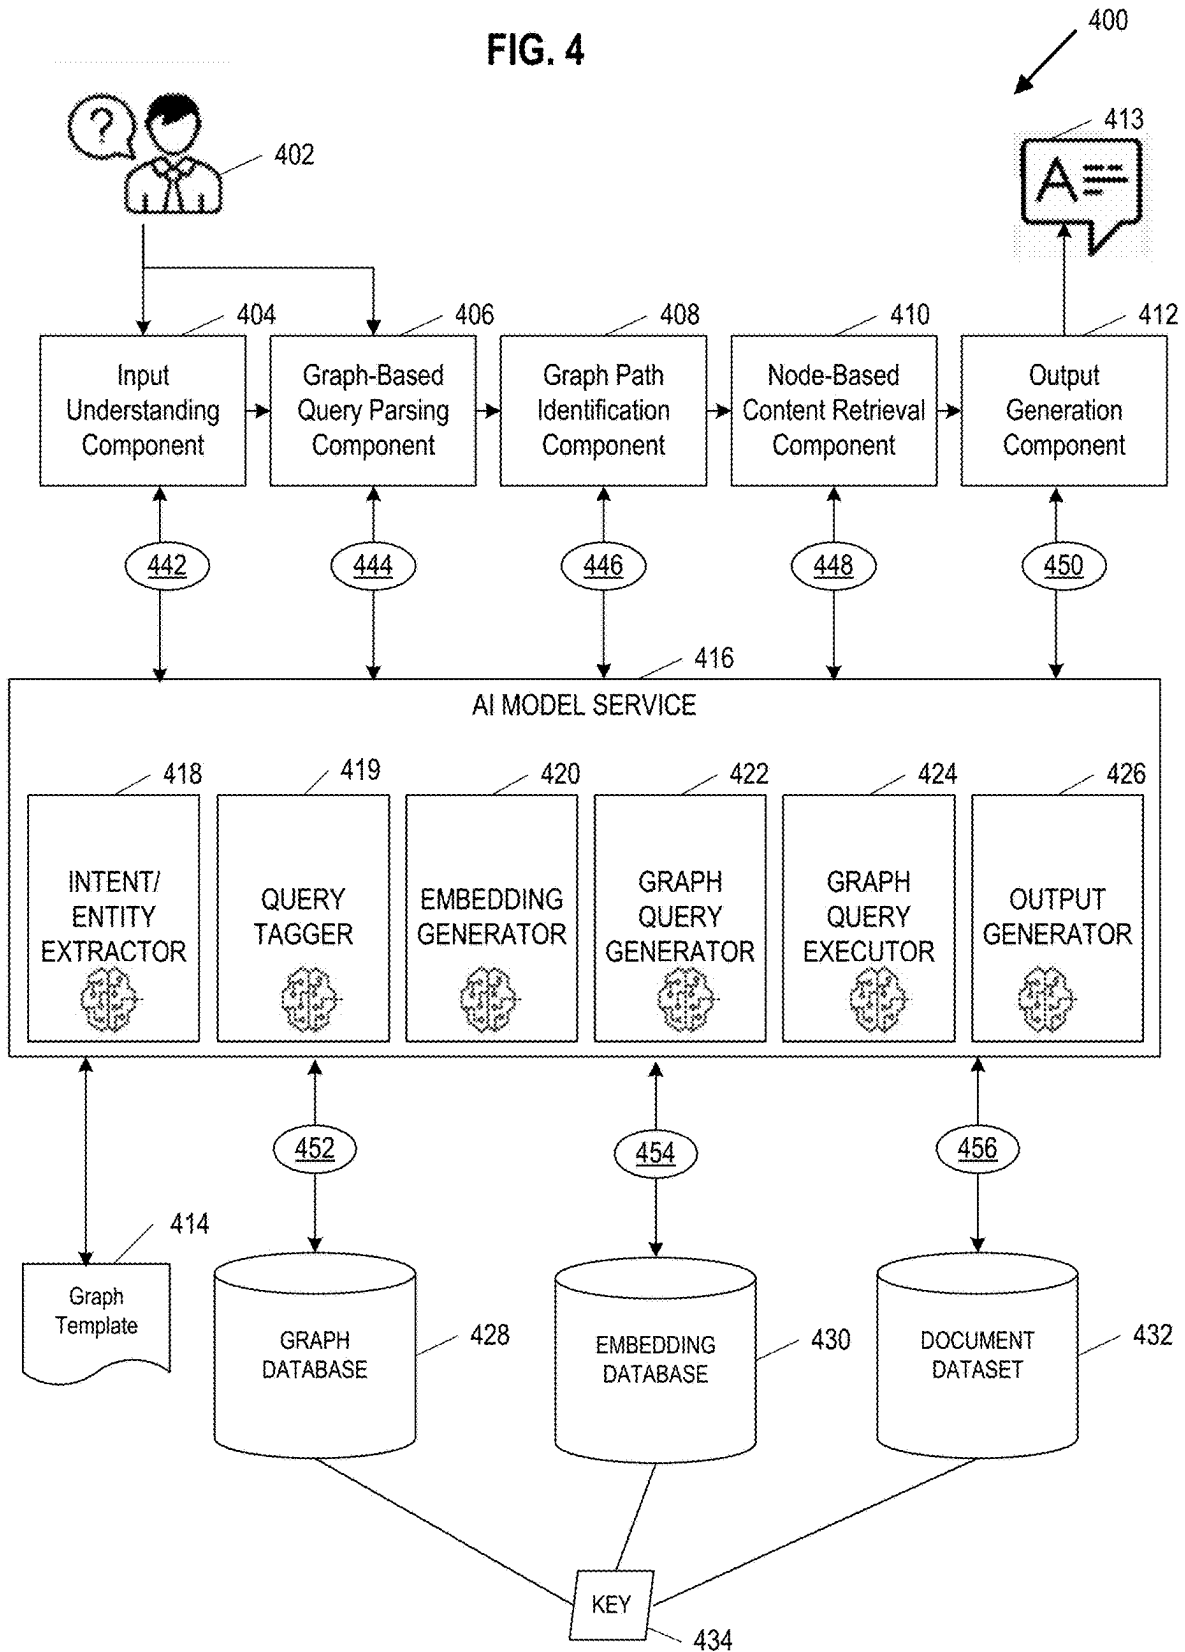 FIG. 4
400
?
402
413
A
404
406
408
410
412
Input
Understanding
Component
Graph-Based
Query Parsing
Component
Graph Path
Identification
Component
Node-Based
Content Retrieval
Component
Output
Generation
Component
442
444
446
448
450
416
AI MODEL SERVICE
418
419
420
422
424
426
INTENT/
ENTITY
EXTRACTOR
QUERY
TAGGER
EMBEDDING
GENERATOR
GRAPH
QUERY
GENERATOR
GRAPH
QUERY
EXECUTOR
OUTPUT
GENERATOR
452
454
456
414
Graph
Template
GRAPH
DATABASE
428
EMBEDDING
DATABASE
430
DOCUMENT
DATASET
432
KEY
434